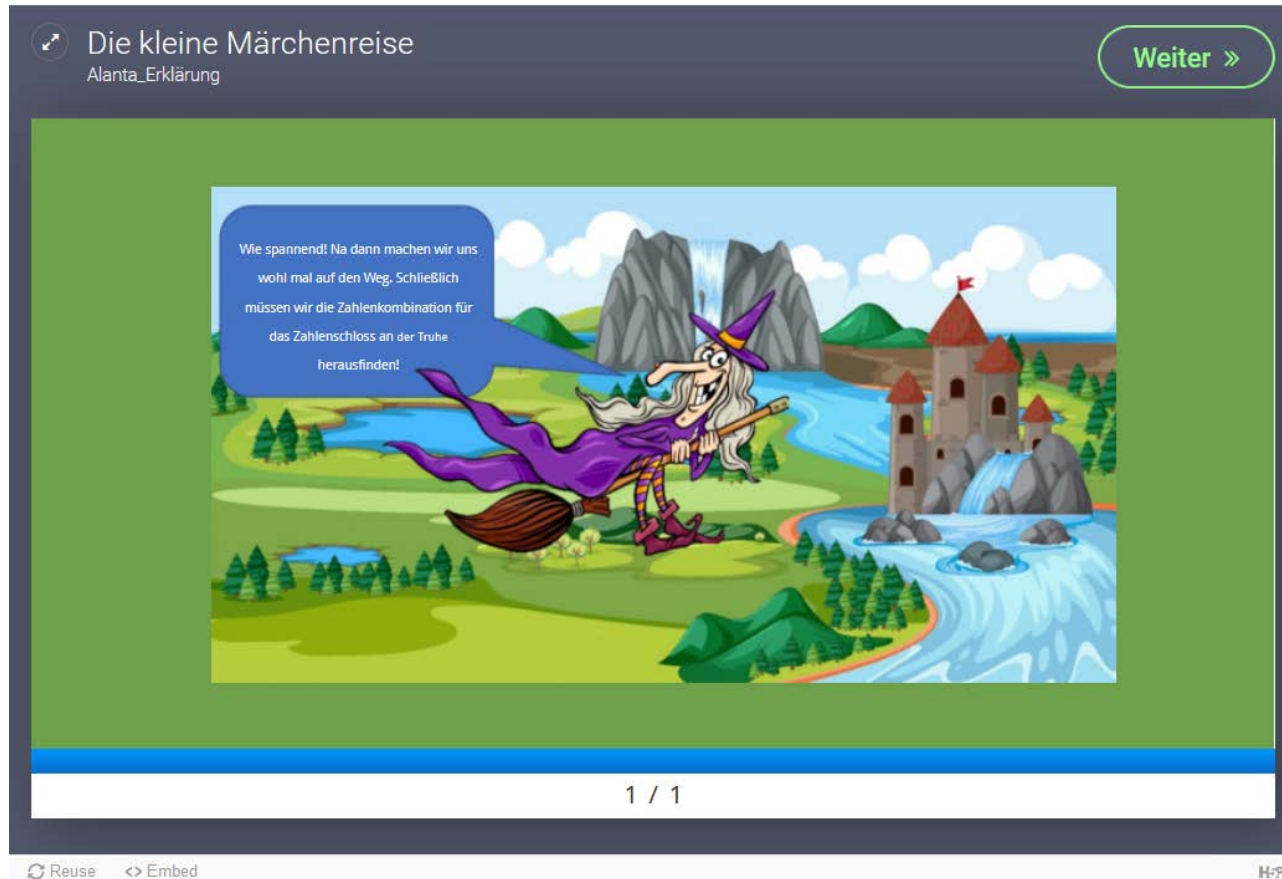 Die kleine Märchenreise
Alanta_Erklärung
Weiter »
Wie spannend! Na dann machen wir uns
wohl mal auf den Weg. Schließlich
müssen wir die Zahlenkombination für
das Zahlenschloss an der Truhe
herausfinden!
1 / 1
Reuse <> Embed
H5P